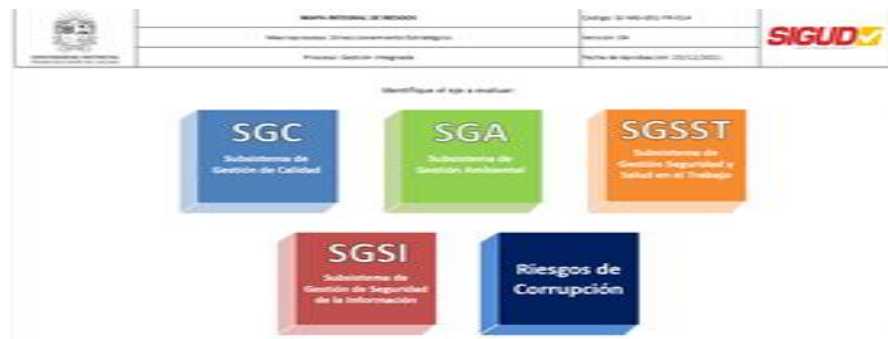 MAPA INTEGRAL DE RIESGOS
Macroproceso: Direccionamiento Estratégico
Proceso: Gestión Integrada
SIGUD
UNIVERSIDAD DISTRITAL
Identifique el eje a evaluar:
SGC
Subsistema de
Gestión de Calidad
SGA
Subsistema de
Gestión Ambiental
SGSST
Subsistema de
Gestión Seguridad y
Salud en el Trabajo
SGSI
Subsistema de
Gestión de Seguridad
de la Información
Riesgos de
Corrupción